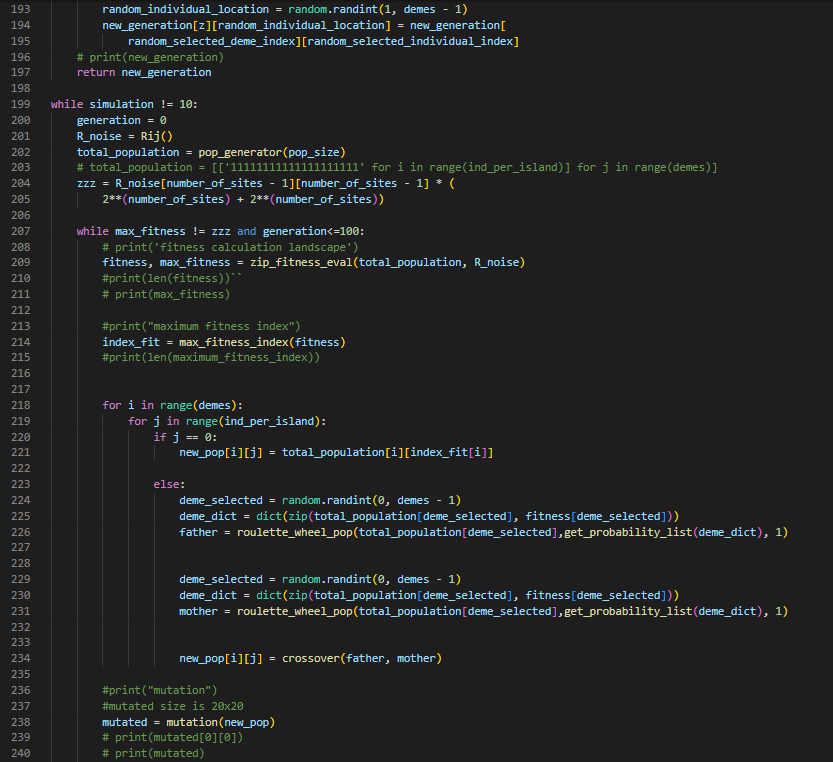 193 random_individual_location = random.randint(1, demes - 1)
194 new_generation[z][random_individual_location] = new_generation[
195 random_selected_deme_index][random_selected_individual_index]
196 # print(new_generation)
197 return new_generation
198
199 while simulation != 10:
200 generation = 0
201 R_noise = Rij()
202 total_population = pop_generator(pop_size)
203 # total_population = [['11111111111111111111' for i in range(ind_per_island)] for j in range(demes)]
204 zzz = R_noise[number_of_sites - 1][number_of_sites - 1] * (
205 2**(number_of_sites) + 2**(number_of_sites))
206
207 while max_fitness != zzz and generation<=100:
208 # print('fitness calculation landscape')
209 fitness, max_fitness = zip_fitness_eval(total_population, R_noise)
210 #print(len(fitness))``
211 # print(max_fitness)
212
213 #print("maximum fitness index")
214 index_fit = max_fitness_index(fitness)
215 #print(len(maximum_fitness_index))
216
217
218 for i in range(demes):
219 for j in range(ind_per_island):
220 if j == 0:
221 new_pop[i][j] = total_population[i][index_fit[i]]
222
223 else:
224 deme_selected = random.randint(0, demes - 1)
225 deme_dict = dict(zip(total_population[deme_selected], fitness[deme_selected]))
226 father = roulette_wheel_pop(total_population[deme_selected],get_probability_list(deme_dict), 1)
227
228
229 deme_selected = random.randint(0, demes - 1)
230 deme_dict = dict(zip(total_population[deme_selected], fitness[deme_selected]))
231 mother = roulette_wheel_pop(total_population[deme_selected],get_probability_list(deme_dict), 1)
232
233
234 new_pop[i][j] = crossover(father, mother)
235
236 #print("mutation")
237 #mutated size is 20x20
238 mutated = mutation(new_pop)
239 # print(mutated[0][0])
240 # print(mutated)